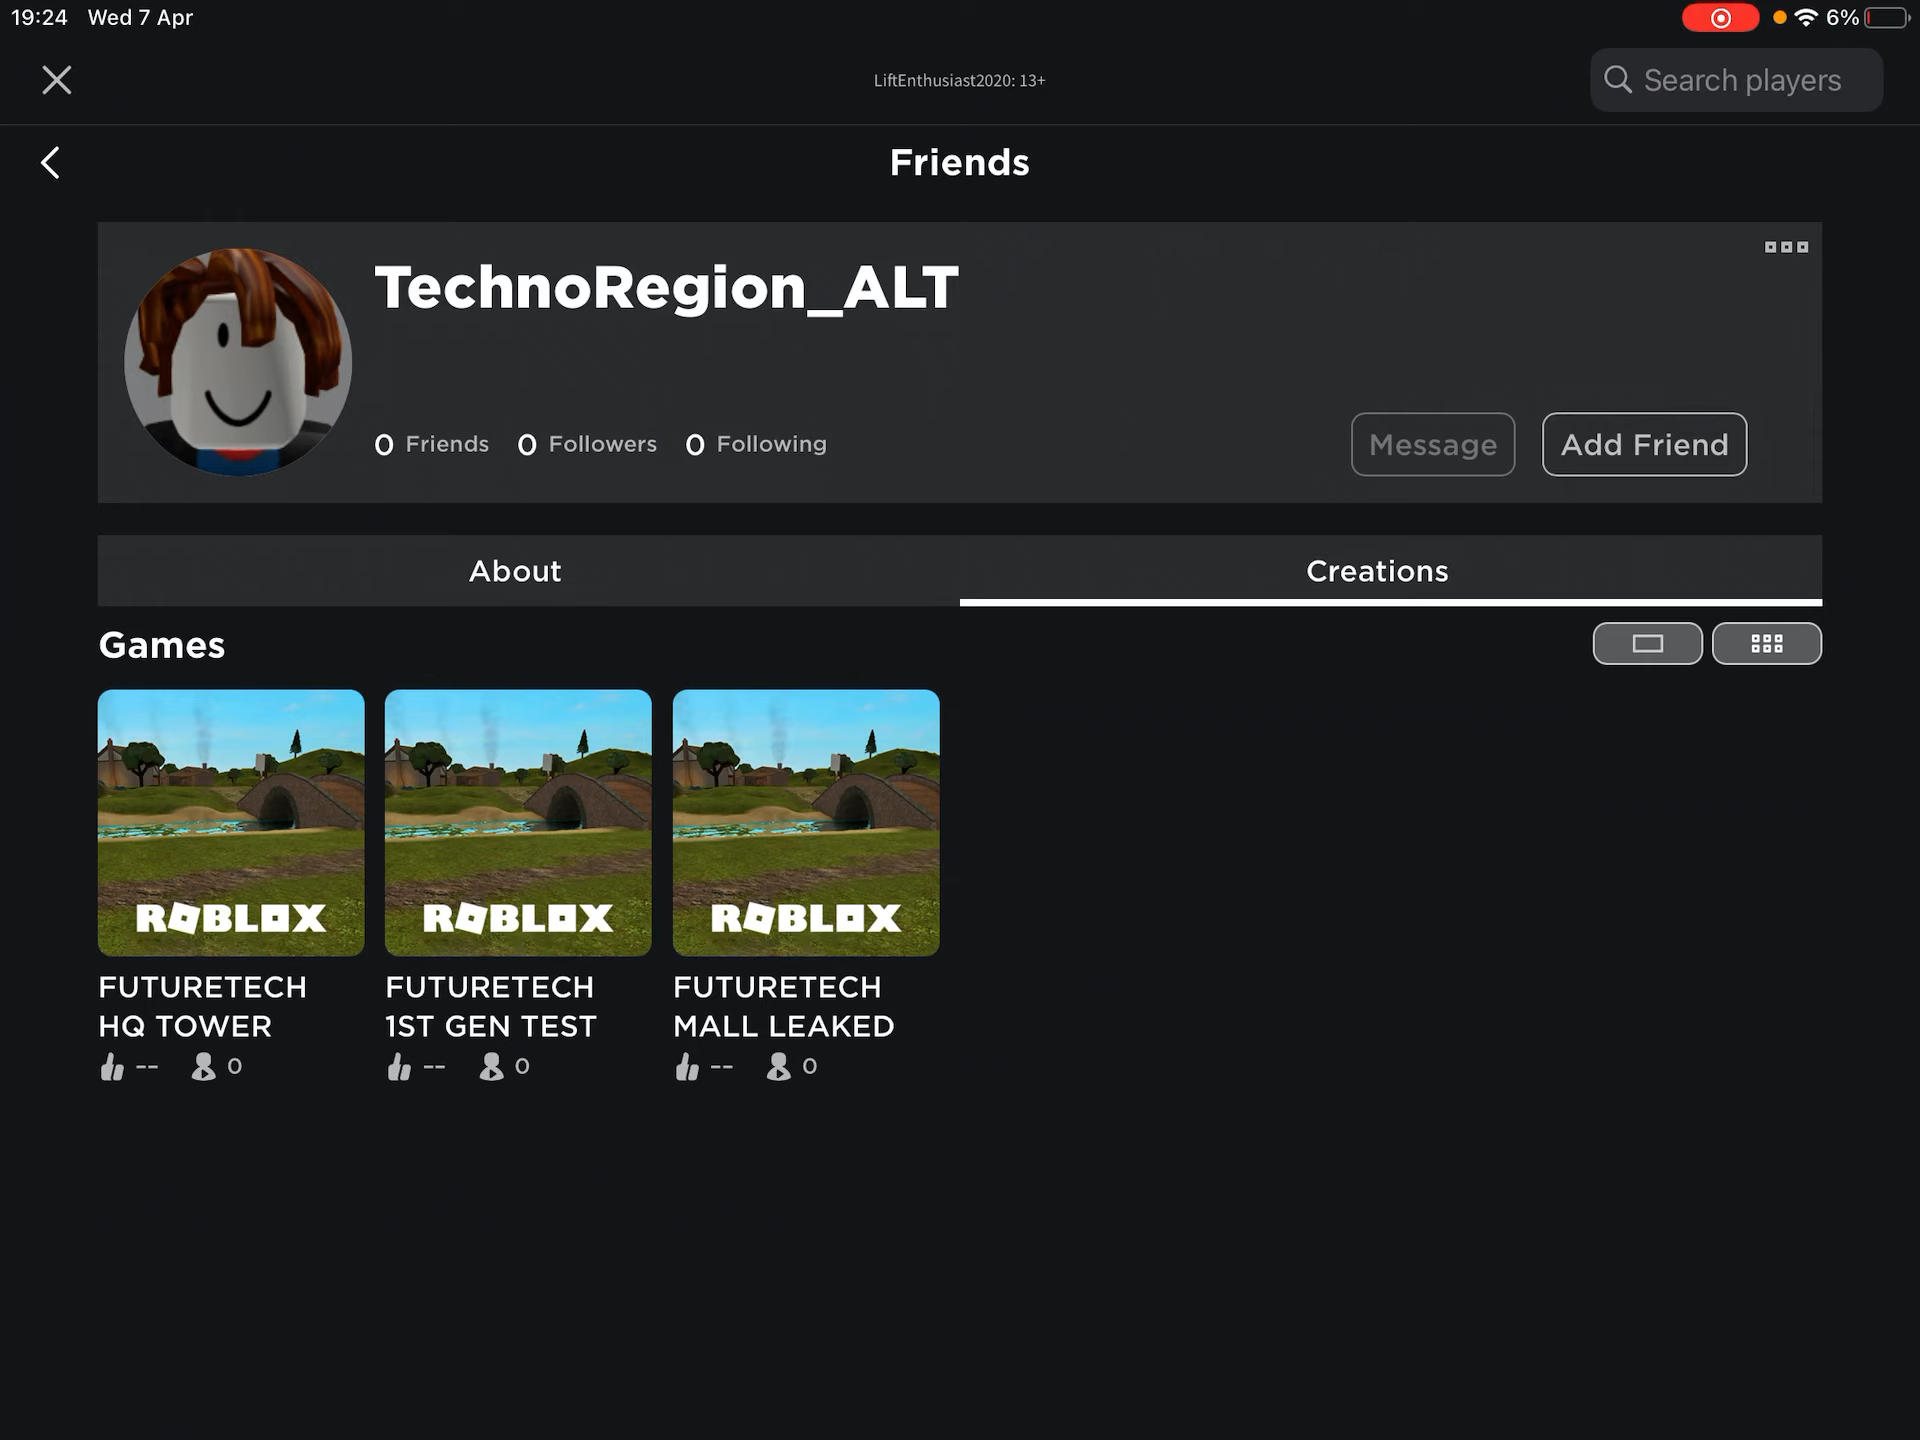 19:24 Wed 7 Apr 6%
LiftEnthusiast2020: 13+
Search players
Friends
TechnoRegion_ALT
0 Friends 0 Followers 0 Following
Message Add Friend
About Creations
Games
ROBLOX ROBLOX ROBLOX
FUTURETECH FUTURETECH FUTURETECH
HQ TOWER 1ST GEN TEST MALL LEAKED
-- 0 -- 0 -- 0